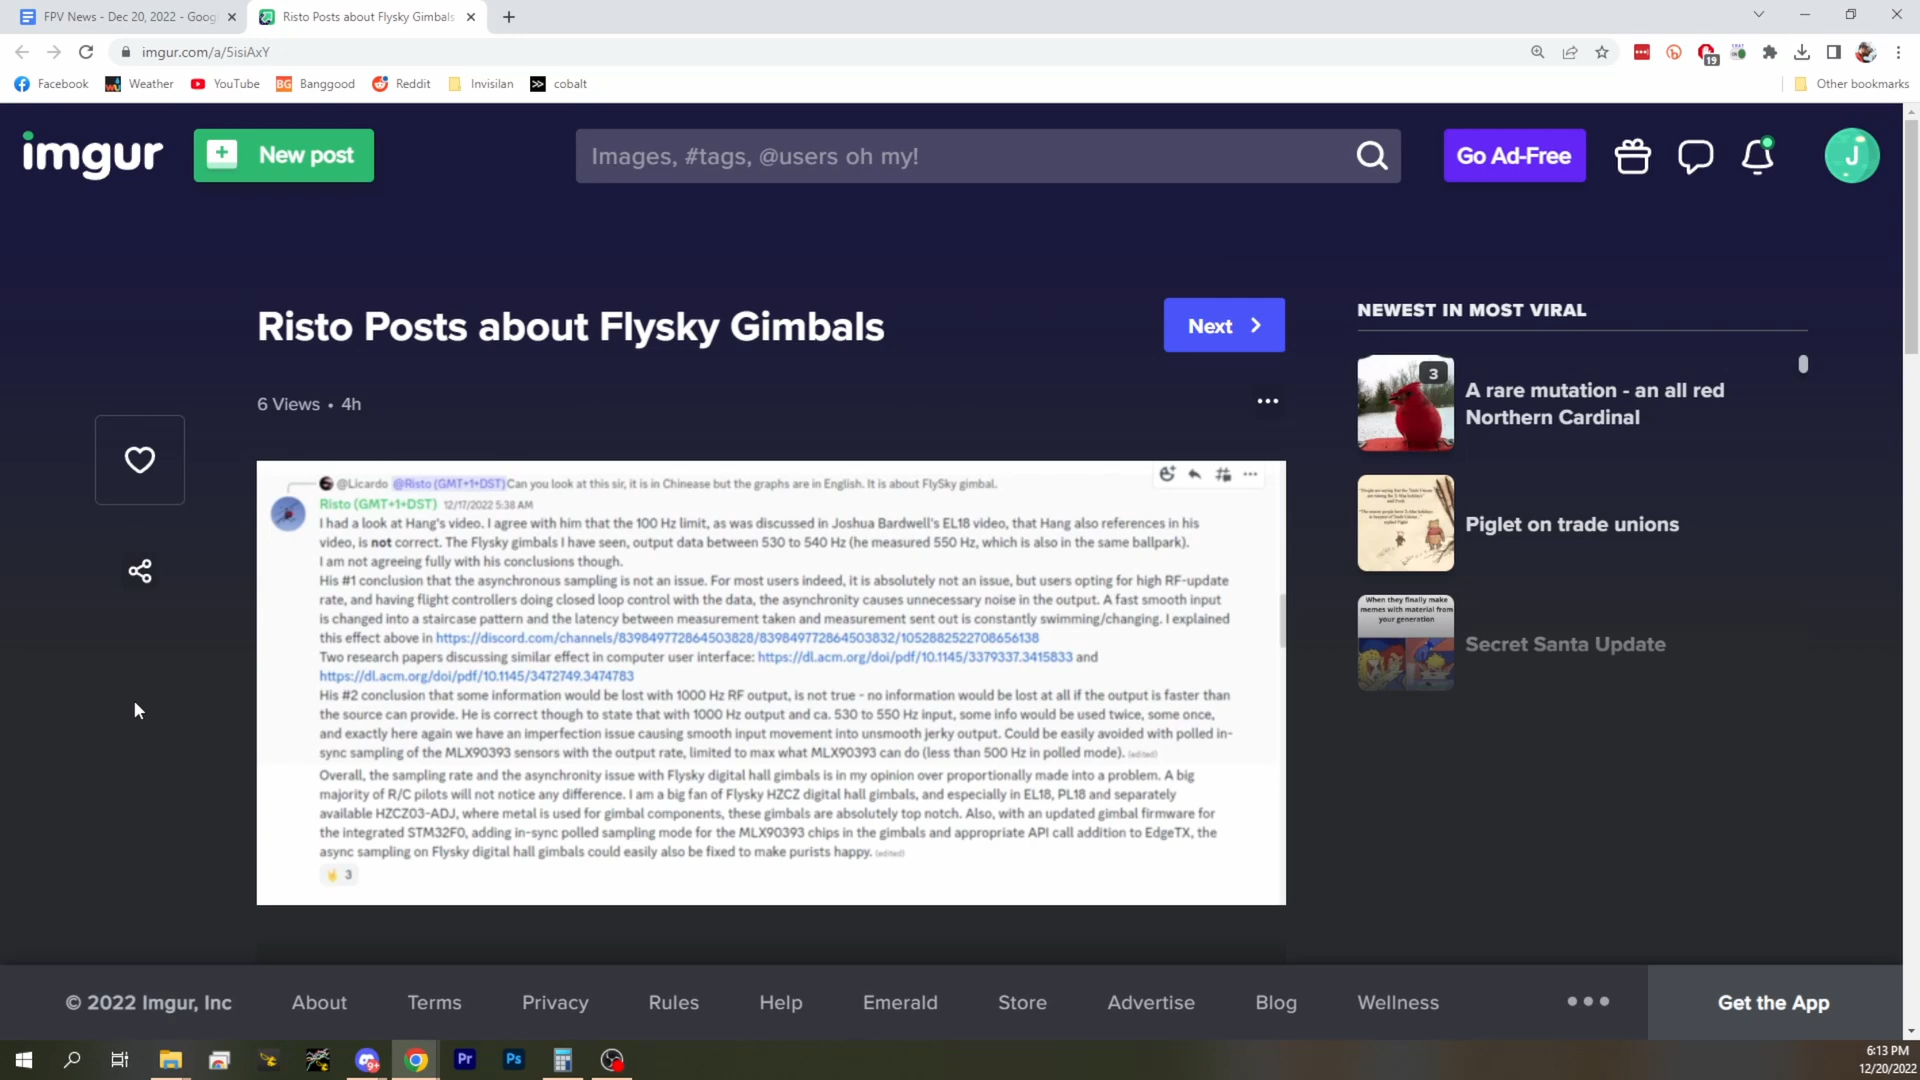 FPV News - Dec 20, 2022 - Goog
Risto Posts about Flysky Gimbals
imgur.com/a/5isiAxY
19
Facebook
Weather
YouTube
BG Banggood
Reddit
Invisilan
cobalt
Other bookmarks
imgur
New post
Images, #tags, @users oh my!
Go Ad-Free
J
Risto Posts about Flysky Gimbals
Next
6 Views • 4h
@Licardo @Risto (GMT+1+DST) Can you look at this sir, it is in Chinease but the graphs are in English. It is about FlySky gimbal.
Risto (GMT+1+DST) 12/17/2022 5:38 AM
I had a look at Hang's video. I agree with him that the 100 Hz limit, as was discussed in Joshua Bardwell's EL18 video, that Hang also references in his
video, is not correct. The Flysky gimbals I have seen, output data between 530 to 540 Hz (he measured 550 Hz, which is also in the same ballpark).
I am not agreeing fully with his conclusions though.
His #1 conclusion that the asynchronous sampling is not an issue. For most users indeed, it is absolutely not an issue, but users opting for high RF-update
rate, and having flight controllers doing closed loop control with the data, the asynchronity causes unnecessary noise in the output. A fast smooth input
is changed into a staircase pattern and the latency between measurement taken and measurement sent out is constantly swimming/changing. I explained
this effect above in https://discord.com/channels/839849772864503828/839849772864503832/1052882522708656138
Two research papers discussing similar effect in computer user interface: https://dl.acm.org/doi/pdf/10.1145/3379337.3415833 and
https://dl.acm.org/doi/pdf/10.1145/3472749.3474783
His #2 conclusion that some information would be lost with 1000 Hz RF output, is not true - no information would be lost at all if the output is faster than
the source can provide. He is correct though to state that with 1000 Hz output and ca. 530 to 550 Hz input, some info would be used twice, some once,
and exactly here again we have an imperfection issue causing smooth input movement into unsmooth jerky output. Could be easily avoided with polled in-
sync sampling of the MLX90393 sensors with the output rate, limited to max what MLX90393 can do (less than 500 Hz in polled mode). (edited)
Overall, the sampling rate and the asynchronity issue with Flysky digital hall gimbals is in my opinion over proportionally made into a problem. A big
majority of R/C pilots will not notice any difference. I am a big fan of Flysky HZCZ digital hall gimbals, and especially in EL18, PL18 and separately
available HZCZ03-ADJ, where metal is used for gimbal components, these gimbals are absolutely top notch. Also, with an updated gimbal firmware for
the integrated STM32F0, adding in-sync polled sampling mode for the MLX90393 chips in the gimbals and appropriate API call addition to EdgeTX, the
async sampling on Flysky digital hall gimbals could easily also be fixed to make purists happy. (edited)
3
NEWEST IN MOST VIRAL
3
A rare mutation - an all red
Northern Cardinal
Piglet on trade unions
When they finally make
memes with material from
your generation
Secret Santa Update
© 2022 Imgur, Inc
About
Terms
Privacy
Rules
Help
Emerald
Store
Advertise
Blog
Wellness
Get the App
9+
Pr
Ps
6:13 PM
12/20/2022